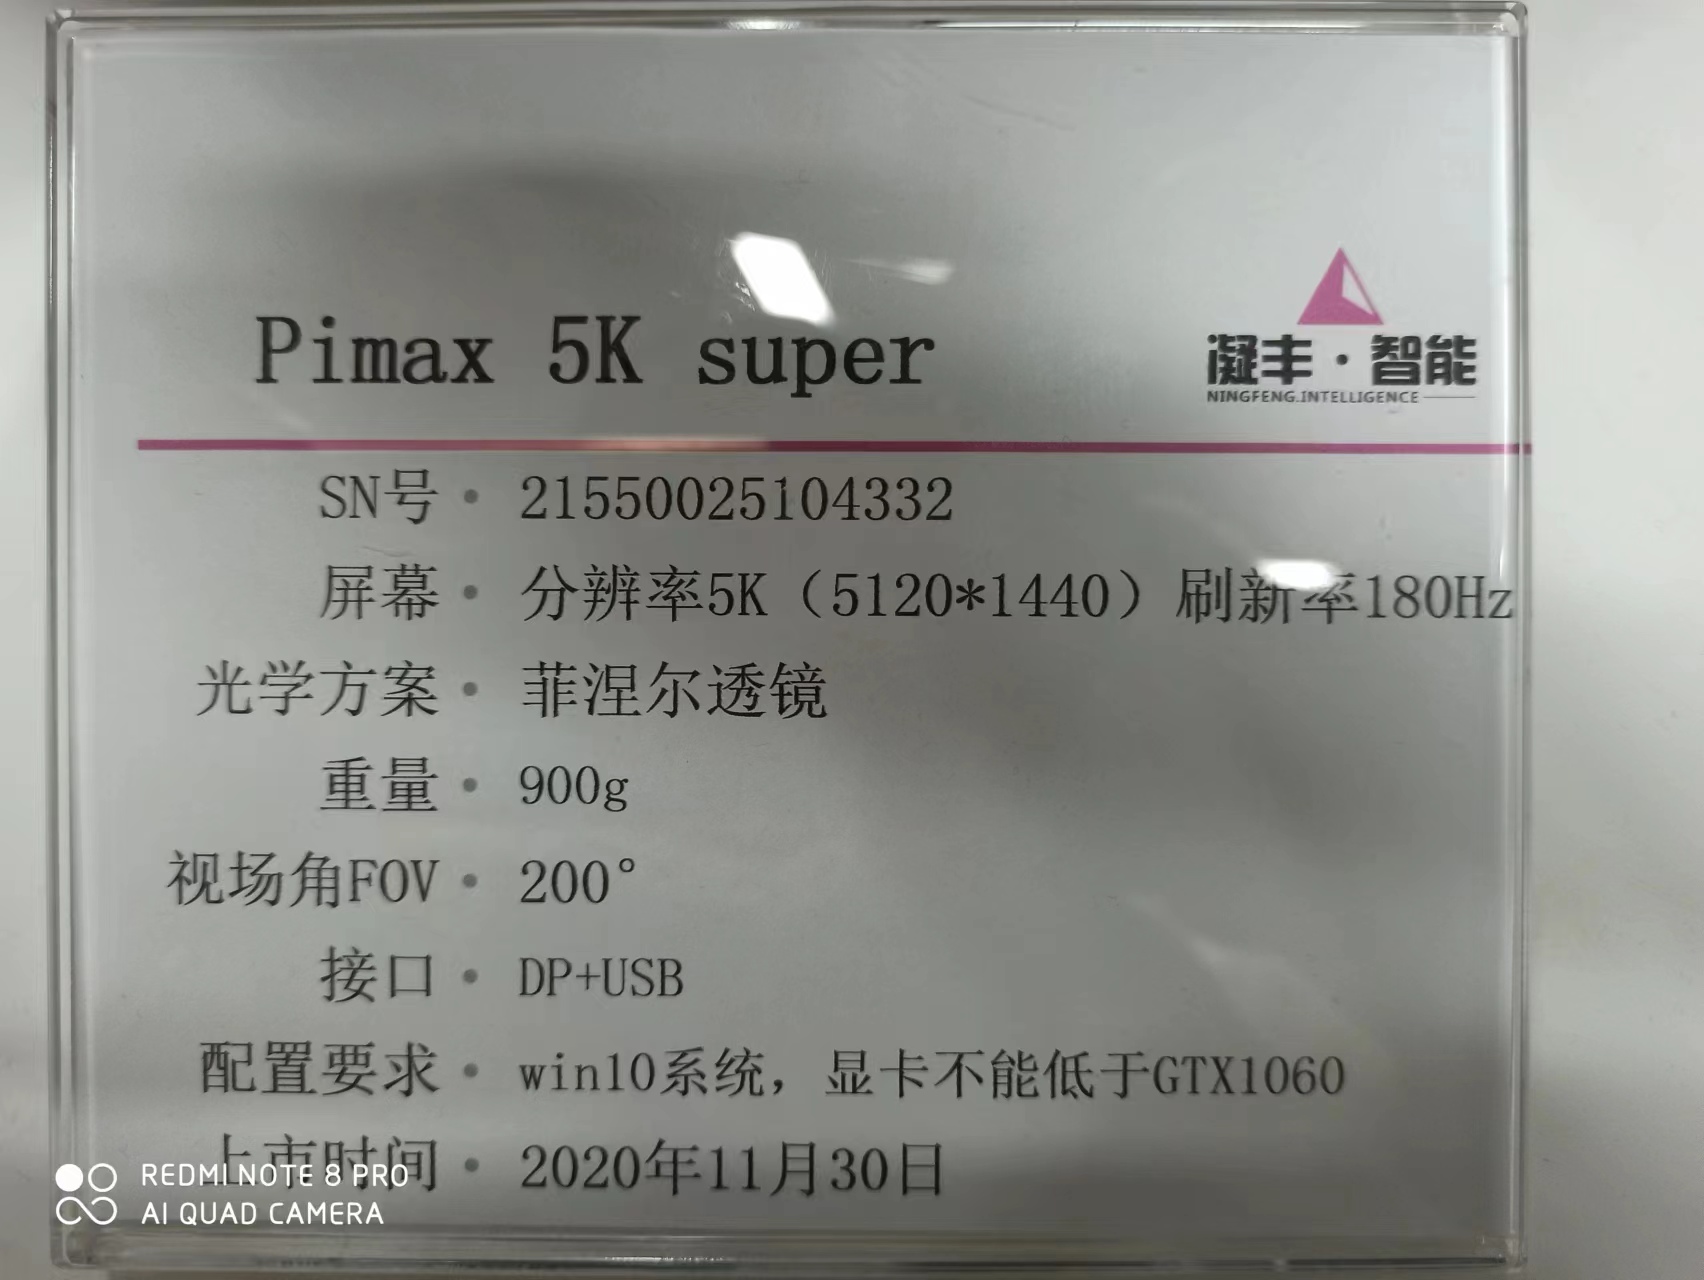 Pimax 5K super
凝丰·智能
NINGFENG.INTELLIGENCE
SN号· 21550025104332
屏幕· 分辨率5K（5120*1440）刷新率180Hz
光学方案· 菲涅尔透镜
重量· 900g
视场角FOV· 200°
接口· DP+USB
配置要求· win10系统，显卡不能低于GTX1060
上市时间· 2020年11月30日
REDMI NOTE 8 PRO
AI QUAD CAMERA